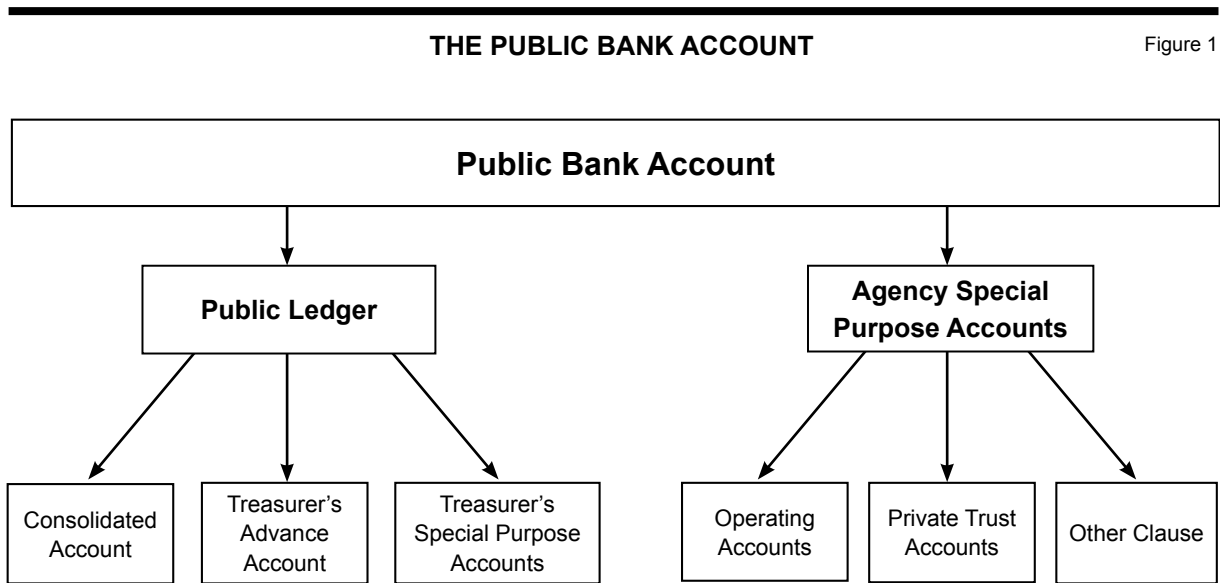 THE PUBLIC BANK ACCOUNT
Figure 1
Public Bank Account
Public Ledger
Agency Special
Purpose Accounts
Consolidated
Account
Treasurer’s
Advance
Account
Treasurer’s
Special Purpose
Accounts
Operating
Accounts
Private Trust
Accounts
Other Clause